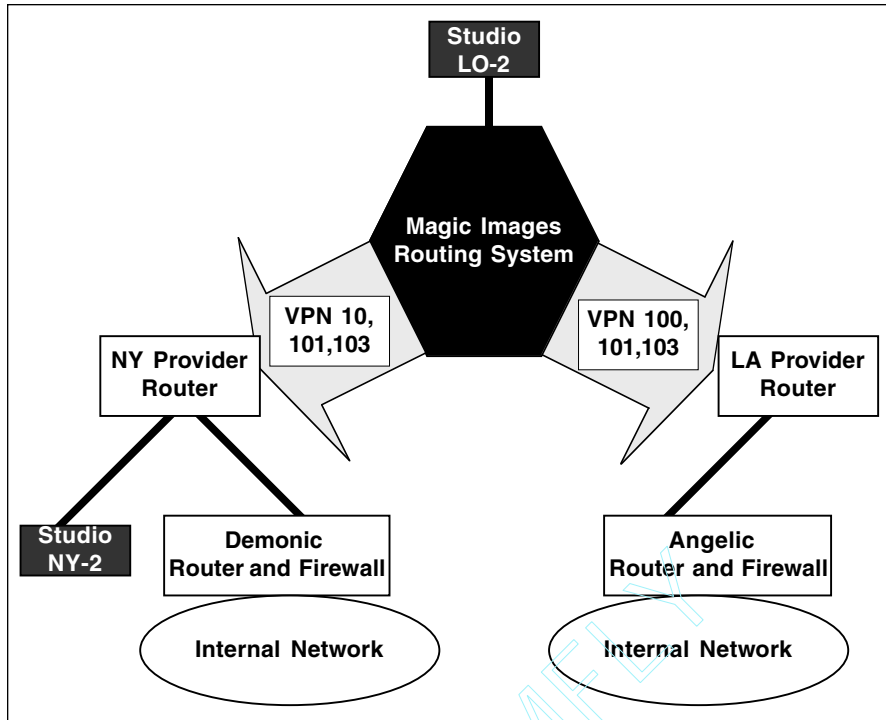 Studio
LO-2
Magic Images
Routing System
VPN 10,
101,103
VPN 100,
101,103
NY Provider
Router
LA Provider
Router
Studio
NY-2
Demonic
Router and Firewall
Angelic
Router and Firewall
Internal Network
Internal Network